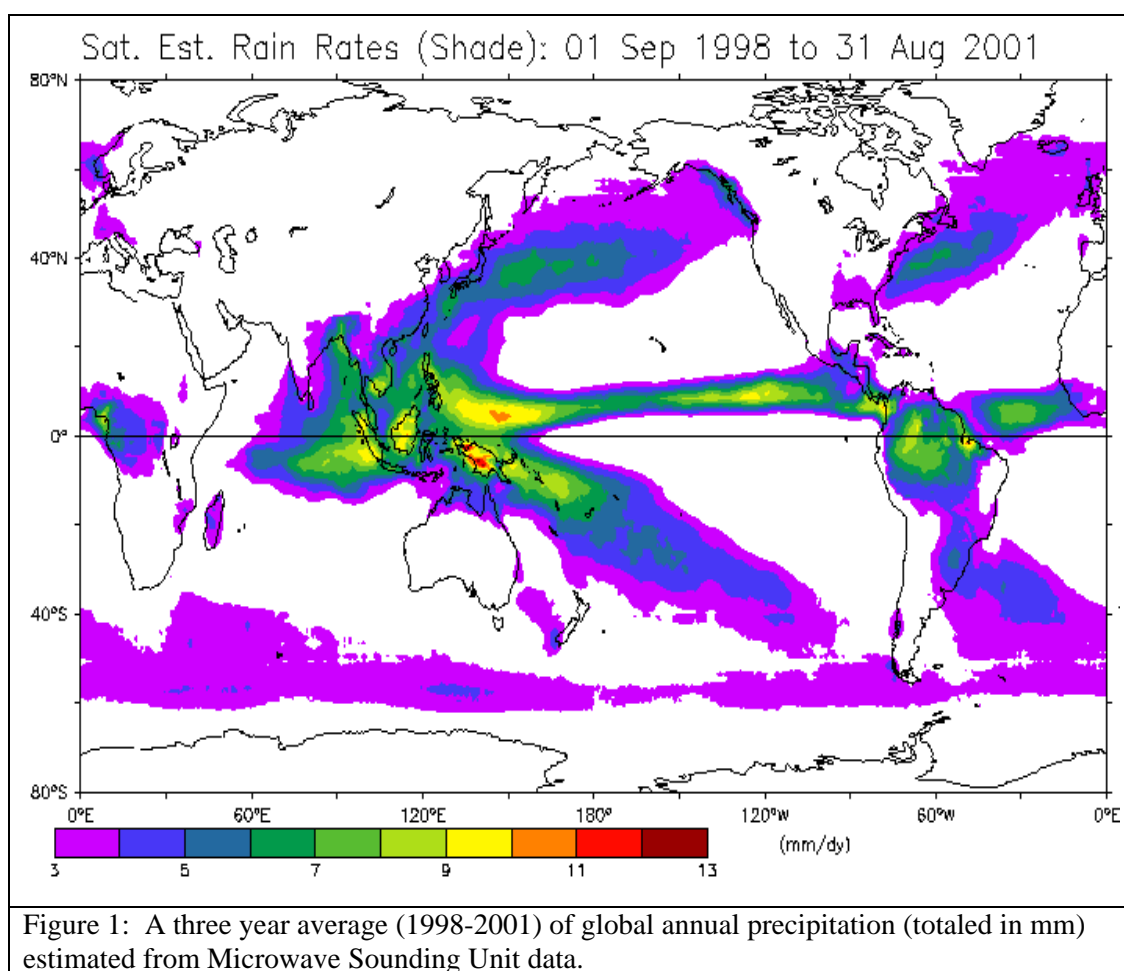 Sat. Est. Rain Rates (Shade): 01 Sep 1998 to 31 Aug 2001
80°N
40°N
0°
40°S
80°S
0°E 60°E 120°E 180° 120°W 60°W 0°E
(mm/dy)
3 5 7 9 11 13
Figure 1: A three year average (1998-2001) of global annual precipitation (totaled in mm)
estimated from Microwave Sounding Unit data.